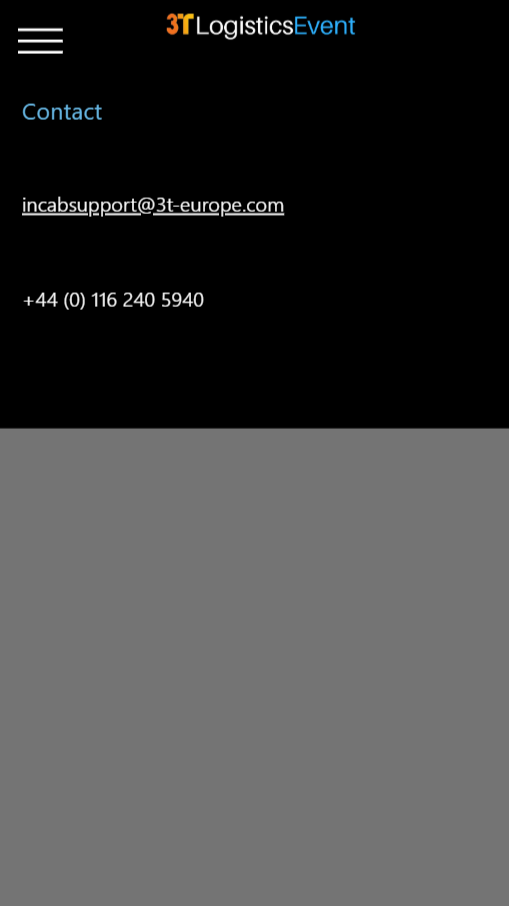 3T LogisticsEvent
Contact
incabsupport@3t-europe.com
+44 (0) 116 240 5940